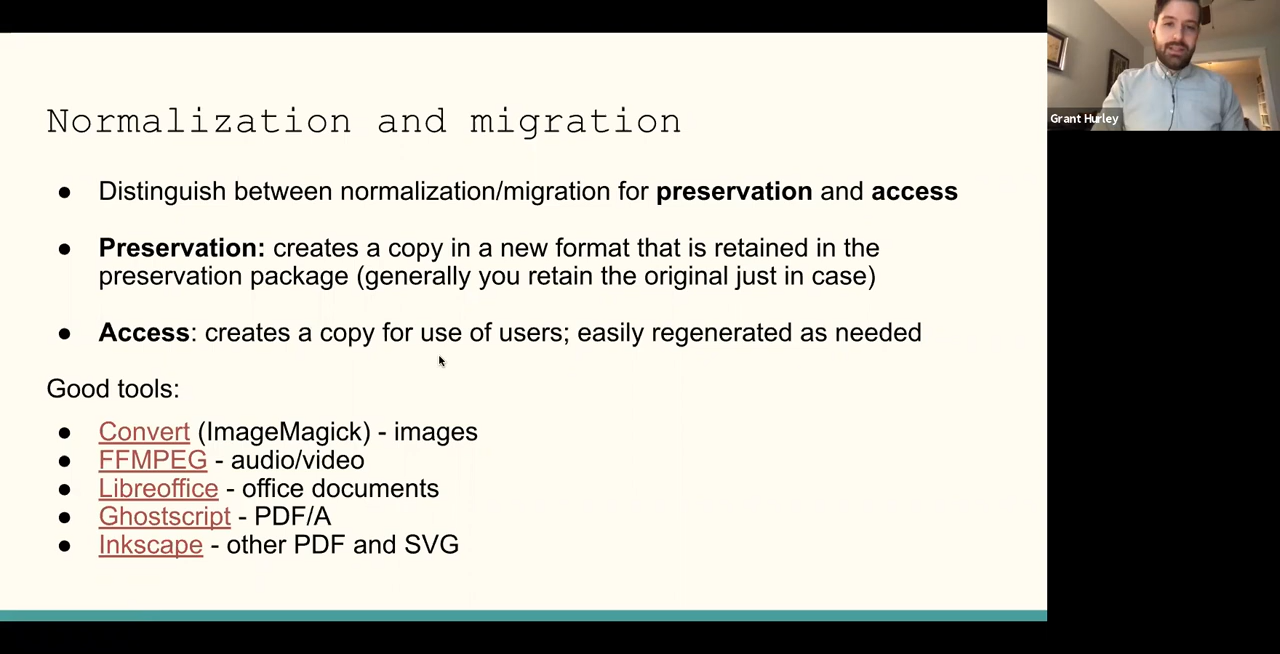 Normalization and migration
● Distinguish between normalization/migration for preservation and access
● Preservation: creates a copy in a new format that is retained in the
preservation package (generally you retain the original just in case)
● Access: creates a copy for use of users; easily regenerated as needed
Good tools:
● Convert (ImageMagick) - images
● FFMPEG - audio/video
● Libreoffice - office documents
● Ghostscript - PDF/A
● Inkscape - other PDF and SVG
Grant Hurley